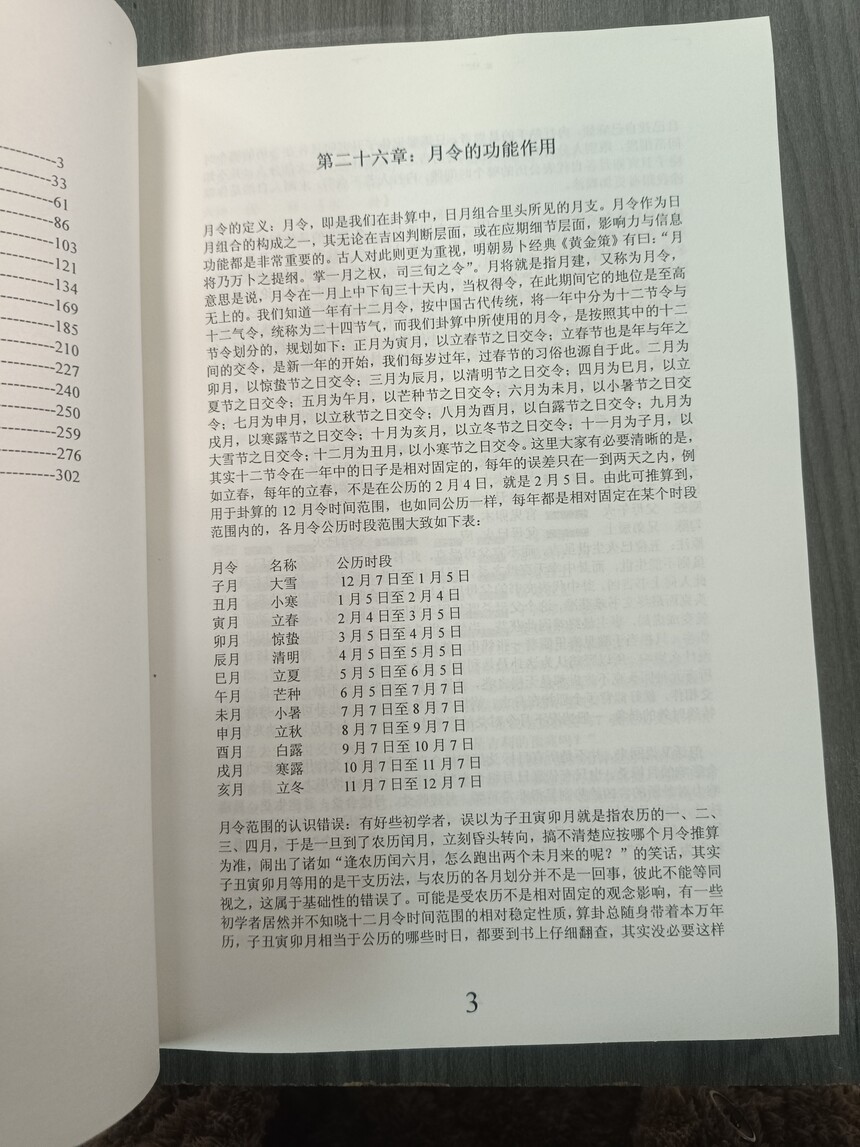 --------------3
--------------33
--------------61
--------------86
--------------103
--------------121
--------------134
--------------169
--------------185
--------------210
--------------227
--------------240
--------------250
--------------259
--------------276
--------------302
第二十六章：月令的功能作用
月令的定义：月令，即是我们在卦算中，日月组合里头所见的月支。月令作为日
月组合的构成之一，其无论在吉凶判断层面，或在应期细节层面，影响力与信息
功能都是非常重要的。古人对此则更为重视，明朝易卜经典《黄金策》有曰：“月
将乃万卜之提纲。掌一月之权，司三旬之令”。月将就是指月建，又称为月令，
意思是说，月令在一月上中下旬三十天内，当权得令，在此期间它的地位是至高
无上的。我们知道一年有十二月令，按中国古代传统，将一年中分为十二节令与
十二气令，统称为二十四节气，而我们卦算中所使用的月令，是按照其中的十二
节令划分的，规划如下：正月为寅月，以立春节之日交令；立春节也是年与年之
间的交令，是新一年的开始，我们每岁过年，过春节的习俗也源自于此。二月为
卯月，以惊蛰节之日交令；三月为辰月，以清明节之日交令；四月为巳月，以立
夏节之日交令；五月为午月，以芒种节之日交令；六月为未月，以小暑节之日交
令；七月为申月，以立秋节之日交令；八月为酉月，以白露节之日交令；九月为
戌月，以寒露节之日交令；十月为亥月，以立冬节之日交令；十一月为子月，以
大雪节之日交令；十二月为丑月，以小寒节之日交令。这里大家有必要清晰的是，
其实十二节令在一年中的日子是相对固定的，每年的误差只在一到两天之内，例
如立春，每年的立春，不是在公历的 2 月 4 日，就是 2 月 5 日。由此可推算到，
用于卦算的 12 月令时间范围，也如同公历一样，每年都是相对固定在某个时段
范围内的，各月令公历时段范围大致如下表：
月令 名称 公历时段
子月 大雪 12 月 7 日至 1 月 5 日
丑月 小寒 1 月 5 日至 2 月 4 日
寅月 立春 2 月 4 日至 3 月 5 日
卯月 惊蛰 3 月 5 日至 4 月 5 日
辰月 清明 4 月 5 日至 5 月 5 日
巳月 立夏 5 月 5 日至 6 月 5 日
午月 芒种 6 月 5 日至 7 月 7 日
未月 小暑 7 月 7 日至 8 月 7 日
申月 立秋 8 月 7 日至 9 月 7 日
酉月 白露 9 月 7 日至 10 月 7 日
戌月 寒露 10 月 7 日至 11 月 7 日
亥月 立冬 11 月 7 日至 12 月 7 日
月令范围的认识错误：有好些初学者，误以为子丑寅卯月就是指农历的一、二、
三、四月，于是一旦到了农历闰月，立刻昏头转向，搞不清楚应按哪个月令推算
为准，闹出了诸如“逢农历闰六月，怎么跑出两个未月来的呢？”的笑话，其实
子丑寅卯月等用的是干支历法，与农历的各月划分并不是一回事，彼此不能等同
视之，这属于基础性的错误了。可能是受农历不是相对固定的观念影响，有一些
初学者居然并不知晓十二月令时间范围的相对稳定性质，算卦总随身带着本万年
历，子丑寅卯月相当于公历的哪些时日，都要到书上仔细翻查，其实没必要这样
3